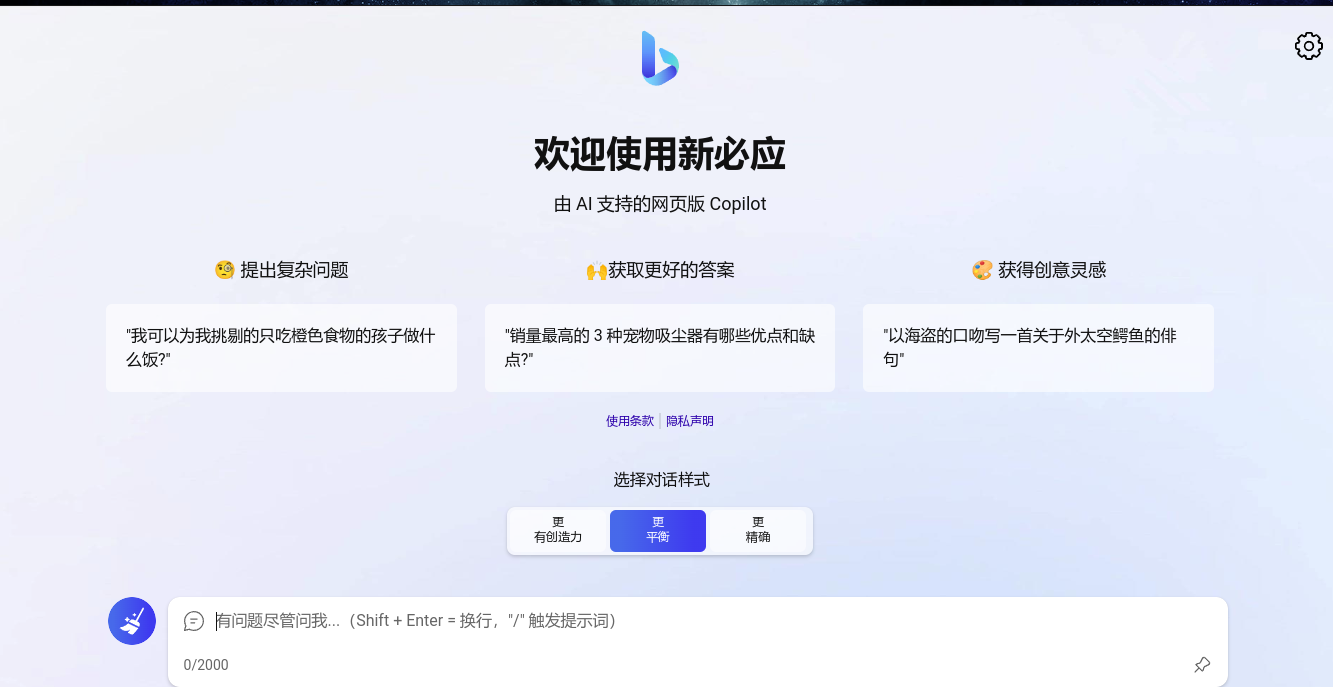 欢迎使用新必应
由 AI 支持的网页版 Copilot
🧐 提出复杂问题
"我可以为我挑剔的只吃橙色食物的孩子做什
么饭?"
🙌获取更好的答案
"销量最高的 3 种宠物吸尘器有哪些优点和缺
点?"
🎨 获得创意灵感
"以海盗的口吻写一首关于外太空鳄鱼的俳
句"
使用条款 | 隐私声明
选择对话样式
更
有创造力
更
平衡
更
精确
有问题尽管问我...（Shift + Enter = 换行，"/" 触发提示词）
0/2000